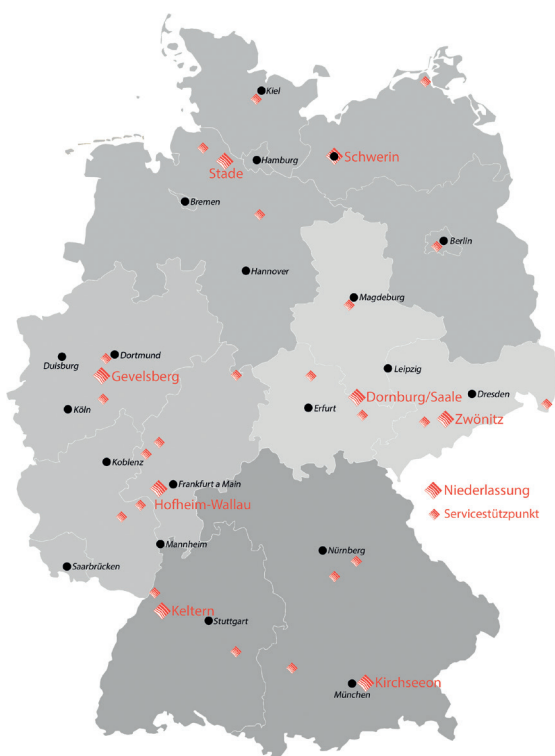 Kiel
Hamburg
Schwerin
Stade
Bremen
Berlin
Hannover
Magdeburg
Dortmund
Duisburg
Gevelsberg
Leipzig
Dornburg/Saale
Dresden
Köln
Erfurt
Zwönitz
Koblenz
Frankfurt a Main
Hofheim-Wallau
Niederlassung
Servicestützpunkt
Mannheim
Nürnberg
Saarbrücken
Keltern
Stuttgart
Kirchseeon
München